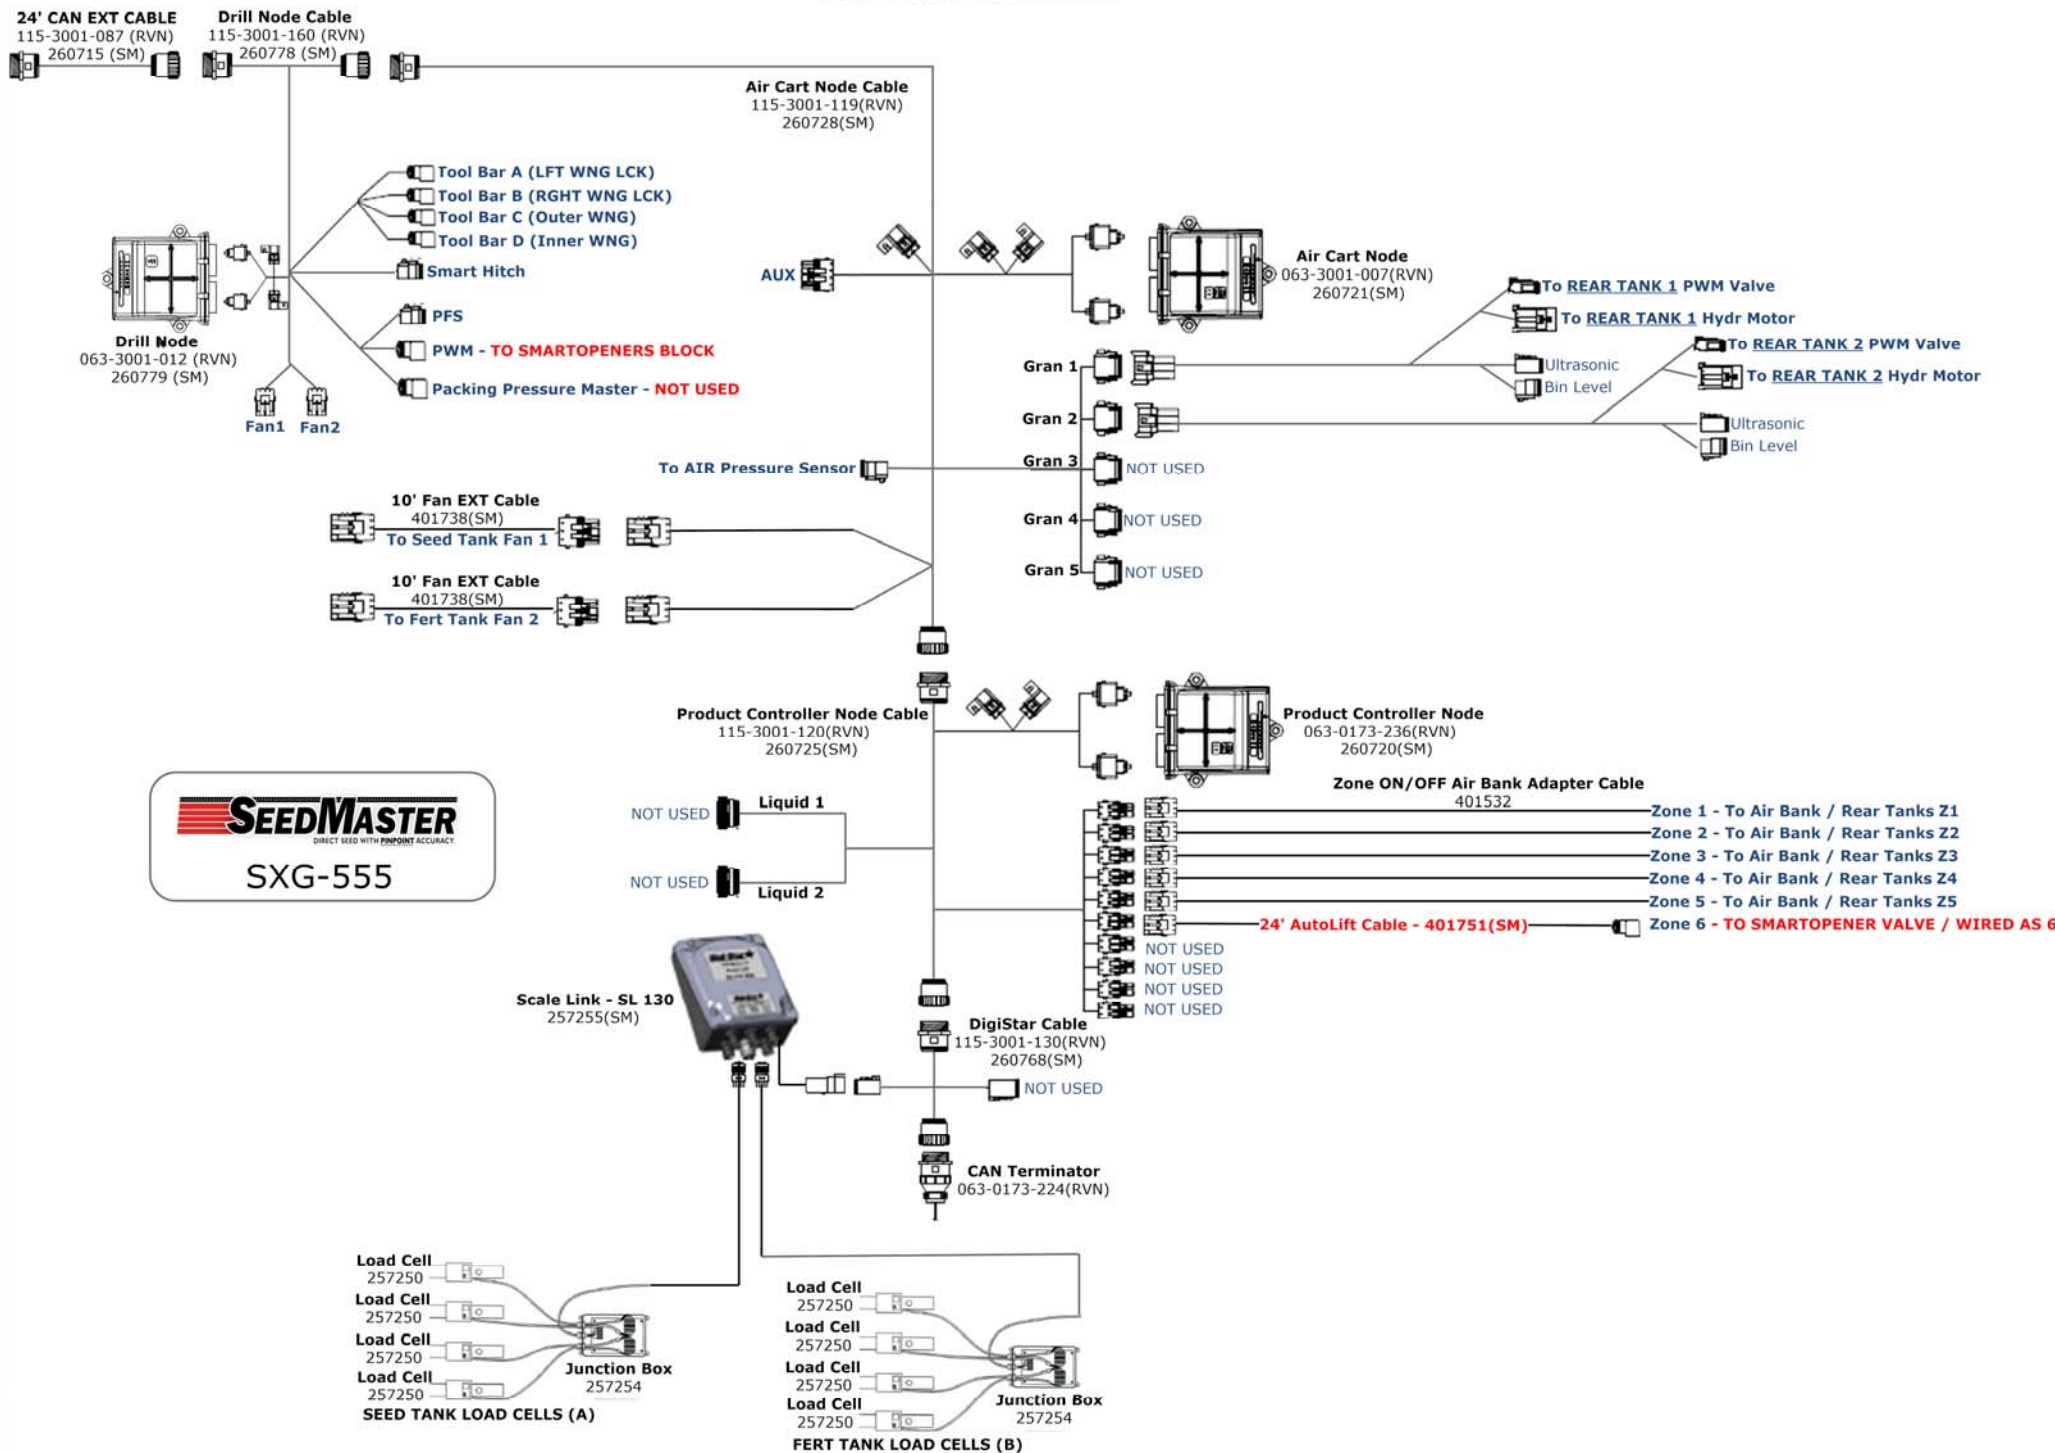 24' CAN EXT CABLE
115-3001-087 (RVN)
260715 (SM)
Drill Node Cable
115-3001-160 (RVN)
260778 (SM)
Air Cart Node Cable
115-3001-119(RVN)
260728(SM)
Tool Bar A (LFT WNG LCK)
Tool Bar B (RGHT WNG LCK)
Tool Bar C (Outer WNG)
Tool Bar D (Inner WNG)
Smart Hitch
PFS
PWM - TO SMARTOPENERS BLOCK
Packing Pressure Master - NOT USED
Drill Node
063-3001-012 (RVN)
260779 (SM)
Fan1
Fan2
AUX
Air Cart Node
063-3001-007(RVN)
260721(SM)
To REAR TANK 1 PWM Valve
To REAR TANK 1 Hydr Motor
To REAR TANK 2 PWM Valve
To REAR TANK 2 Hydr Motor
Gran 1
Ultrasonic
Bin Level
Gran 2
Ultrasonic
Bin Level
Gran 3
NOT USED
To AIR Pressure Sensor
Gran 4
NOT USED
Gran 5
NOT USED
10' Fan EXT Cable
401738(SM)
To Seed Tank Fan 1
10' Fan EXT Cable
401738(SM)
To Fert Tank Fan 2
Product Controller Node Cable
115-3001-120(RVN)
260725(SM)
Product Controller Node
063-0173-236(RVN)
260720(SM)
Zone ON/OFF Air Bank Adapter Cable
401532
SEEDMASTER
DIRECT SEED WITH PINPOINT ACCURACY.
SXG-555
NOT USED
Liquid 1
NOT USED
Liquid 2
Zone 1 - To Air Bank / Rear Tanks Z1
Zone 2 - To Air Bank / Rear Tanks Z2
Zone 3 - To Air Bank / Rear Tanks Z3
Zone 4 - To Air Bank / Rear Tanks Z4
Zone 5 - To Air Bank / Rear Tanks Z5
24' AutoLift Cable - 401751(SM)
Zone 6 - TO SMARTOPENER VALVE / WIRED AS 6
NOT USED
NOT USED
NOT USED
NOT USED
Scale Link - SL 130
257255(SM)
DigiStar Cable
115-3001-130(RVN)
260768(SM)
NOT USED
CAN Terminator
063-0173-224(RVN)
Load Cell
257250
Load Cell
257250
Load Cell
257250
Load Cell
257250
Junction Box
257254
SEED TANK LOAD CELLS (A)
Load Cell
257250
Load Cell
257250
Load Cell
257250
Load Cell
257250
Junction Box
257254
FERT TANK LOAD CELLS (B)